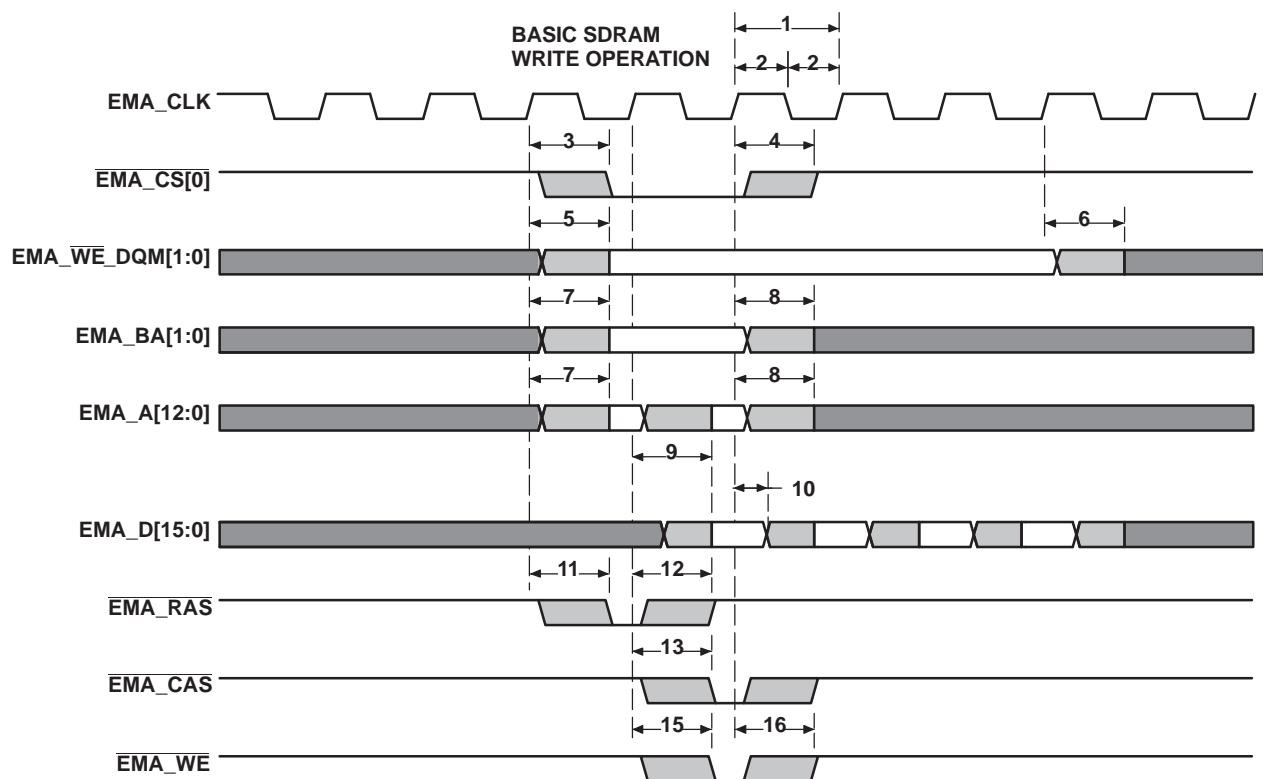 1
BASIC SDRAM
WRITE OPERATION
2 2
EMA_CLK
3 4
EMA_CS[0]
5 6
EMA_WE_DQM[1:0]
7 8
EMA_BA[1:0]
7 8
EMA_A[12:0]
9
10
EMA_D[15:0]
11 12
EMA_RAS
13
EMA_CAS
15 16
EMA_WE